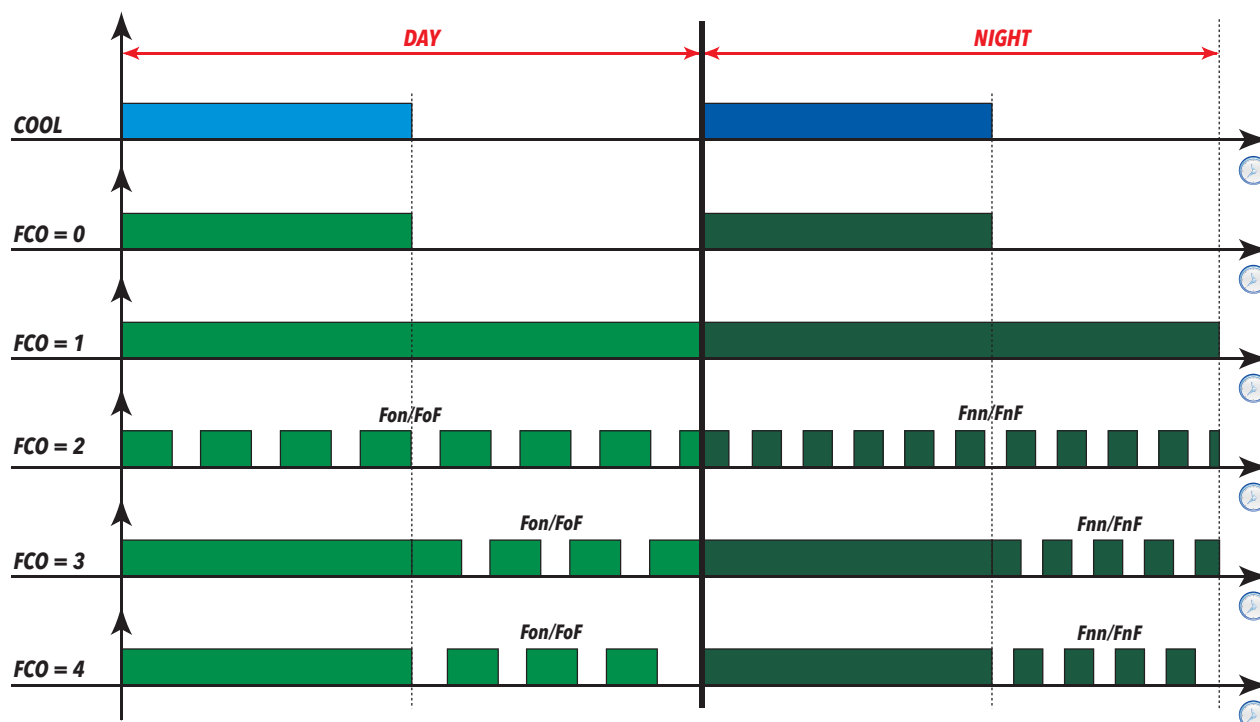 DAY
NIGHT
COOL
FCO = 0
FCO = 1
Fon/FoF
Fnn/FnF
FCO = 2
Fon/FoF
Fnn/FnF
FCO = 3
Fon/FoF
Fnn/FnF
FCO = 4